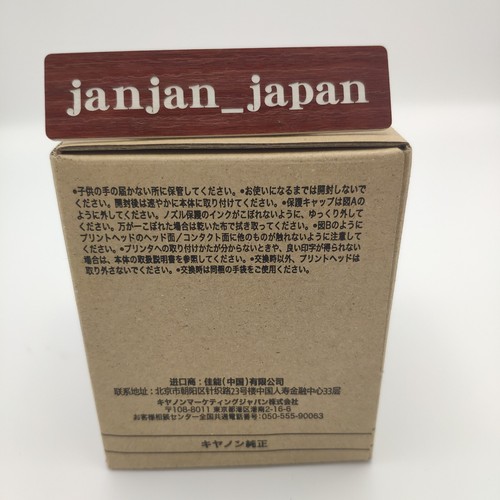 janjan_japan
●子供の手の届かない所に保管してください。●お使いになるまでは開封しないで
ください。開封後は速やかに本体に取り付けてください。●保護キャップは図Aの
ように外してください。ノズル保護のインクがこぼれないように、ゆっくり外して
ください。万が一こぼれた場合は乾いた布で拭き取ってください。●図Bのように
プリントヘッドのヘッド面／コンタクト面に他のものが触れないように注意して
ください。●プリンタへの取り付けかたが分からないときや、良い印字が得られない
場合は、本体の取扱説明書を参照してください。●交換時以外、プリントヘッドは
取り外さないでください。●交換時は同梱の手袋をご使用ください。
进口商：佳能（中国）有限公司
联系地址：北京市朝阳区针织路23号楼中国人寿金融中心33层
キヤノンマーケティングジャパン株式会社
〒108-8011 東京都港区港南2-16-6
お客様相談センター全国共通電話番号:050-555-90063
キヤノン純正